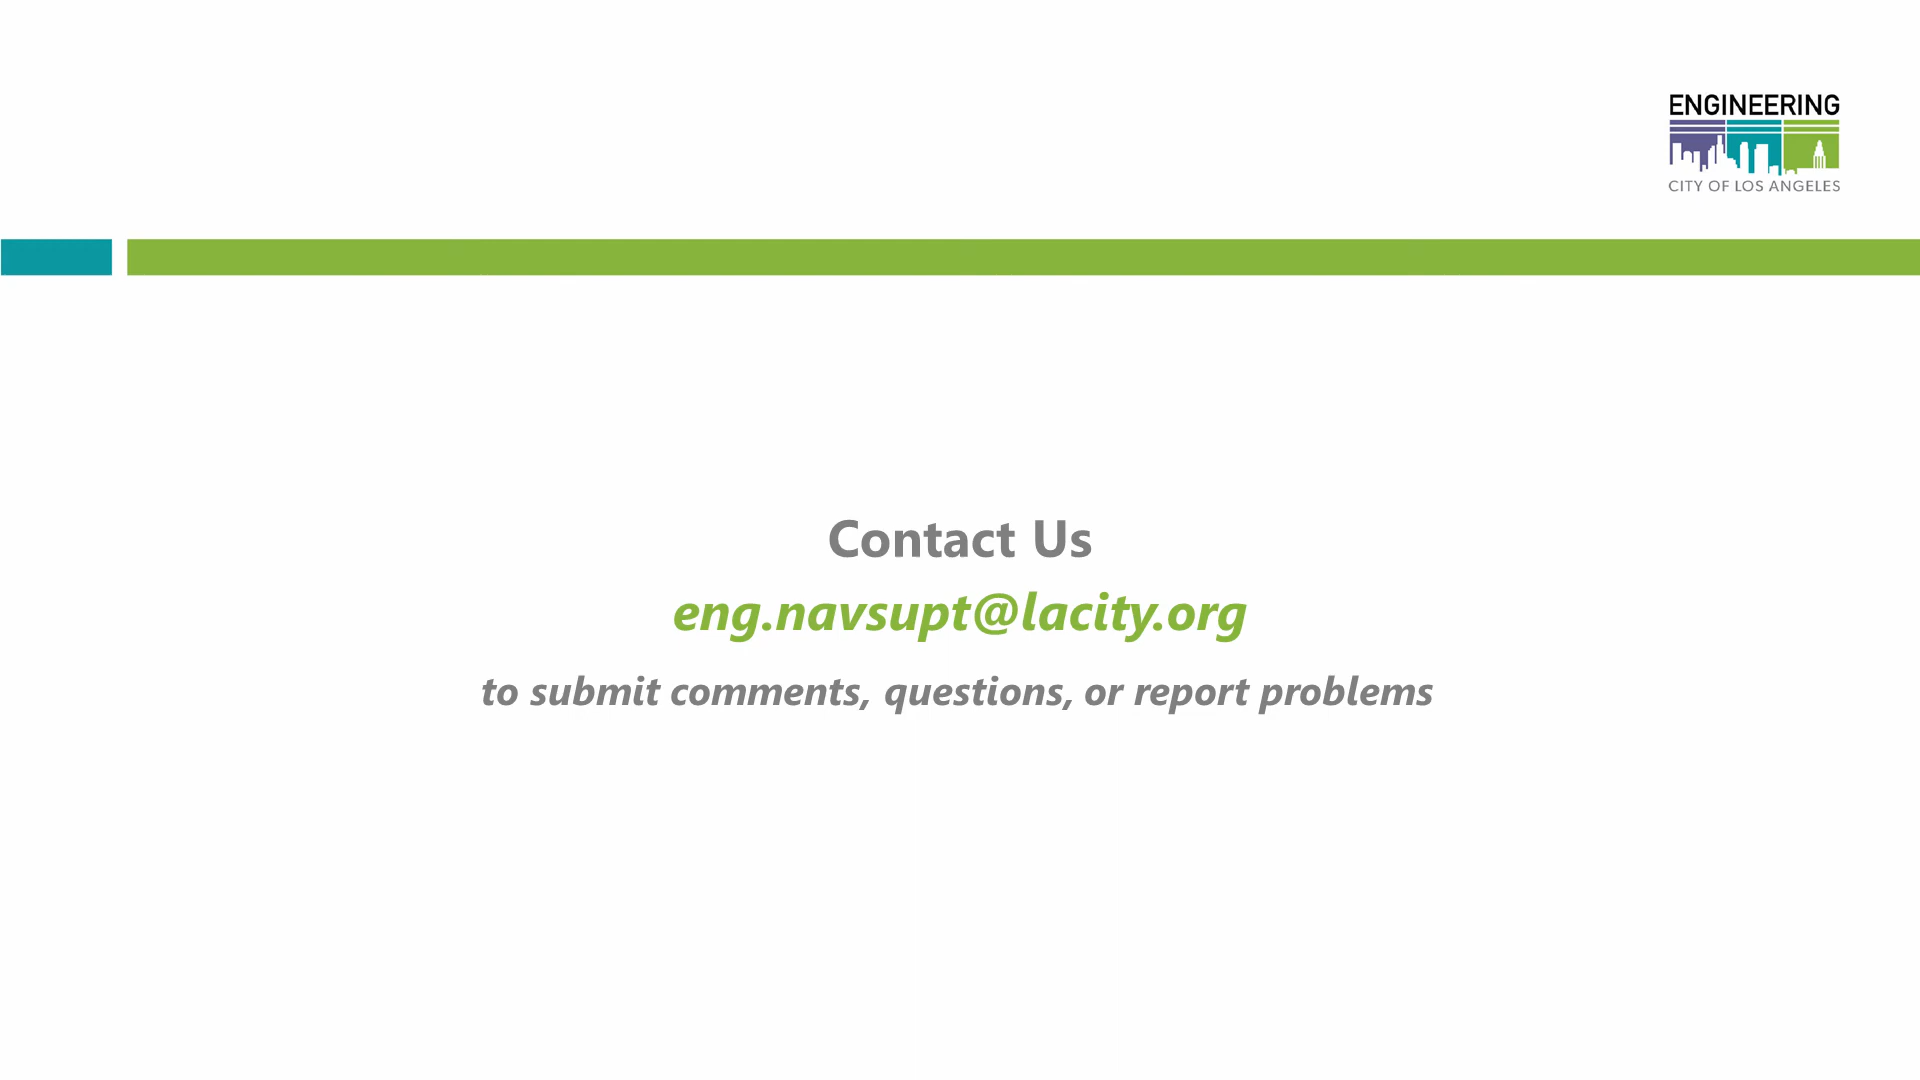 ENGINEERING
CITY OF LOS ANGELES
Contact Us
eng.navsupt@lacity.org
to submit comments, questions, or report problems